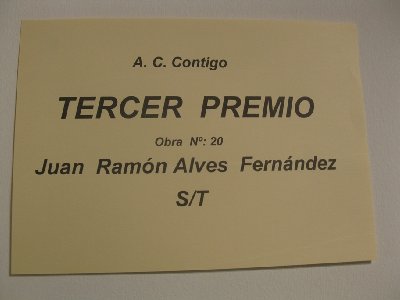 A. C. Contigo
TERCER PREMIO
Obra Nº: 20
Juan Ramón Alves Fernández
S/T